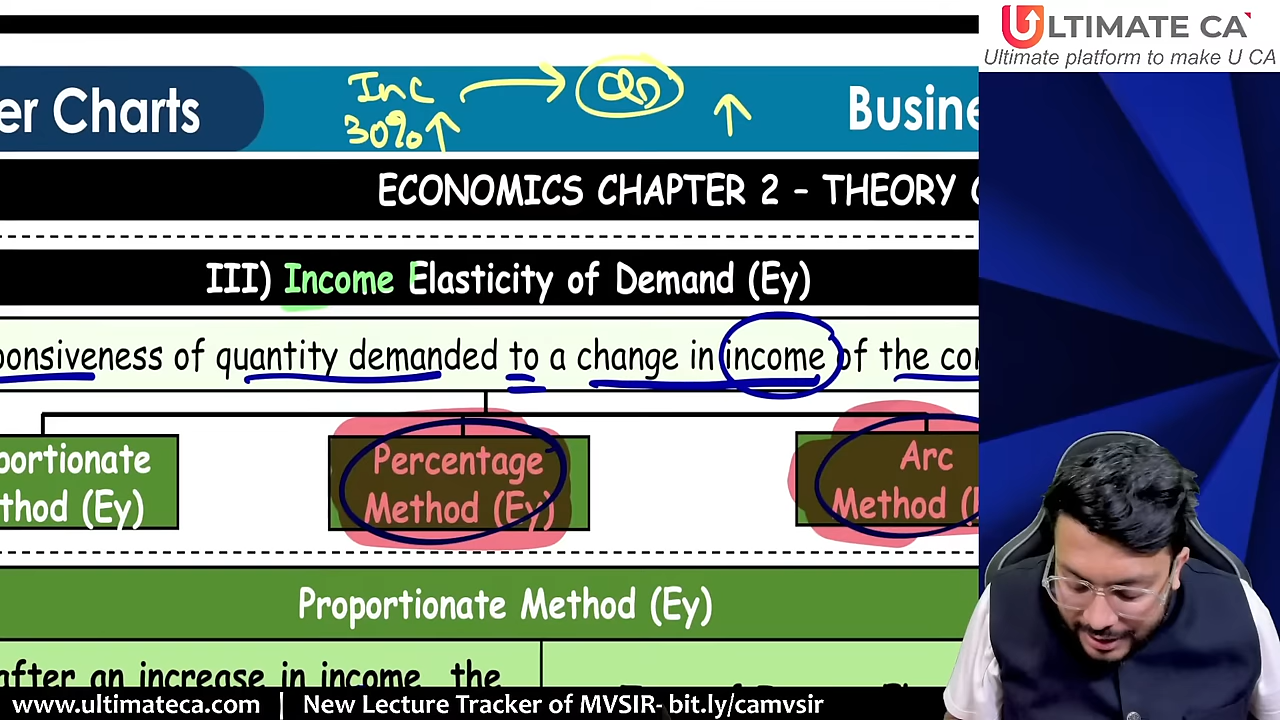 ULTIMATE CA
Ultimate platform to make U CA
er Charts
Inc
30%↑
QD
↑
Busine
ECONOMICS CHAPTER 2 – THEORY
III) Income Elasticity of Demand (Ey)
ponsiveness of quantity demanded to a change in income of the con
portionate
thod (Ey)
Percentage
Method (Ey)
Arc
Method (
Proportionate Method (Ey)
after an increase in income, the
www.ultimateca.com | New Lecture Tracker of MVSIR- bit.ly/camvsir